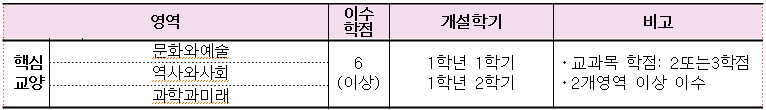 영역 이수학점 개설학기 비고
핵심교양 문화와예술 6(이상) 1학년 1학기 · 교과목 학점: 2또는3학점
역사와사회 1학년 2학기 · 2개영역 이상 이수
과학과미래